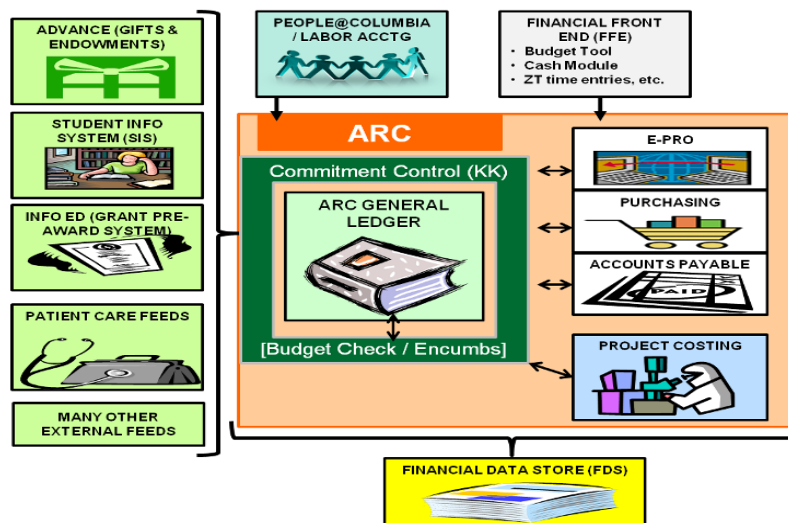 ADVANCE (GIFTS &
ENDOWMENTS)
STUDENT INFO
SYSTEM (SIS)
INFO ED (GRANT PRE-
AWARD SYSTEM)
PATIENT CARE FEEDS
MANY OTHER
EXTERNAL FEEDS
PEOPLE@COLUMBIA
/ LABOR ACCTG
FINANCIAL FRONT
END (FFE)
• Budget Tool
• Cash Module
• ZT time entries, etc.
ARC
Commitment Control (KK)
ARC GENERAL
LEDGER
[Budget Check / Encumbs]
E-PRO
PURCHASING
ACCOUNTS PAYABLE
PAID
PROJECT COSTING
FINANCIAL DATA STORE (FDS)